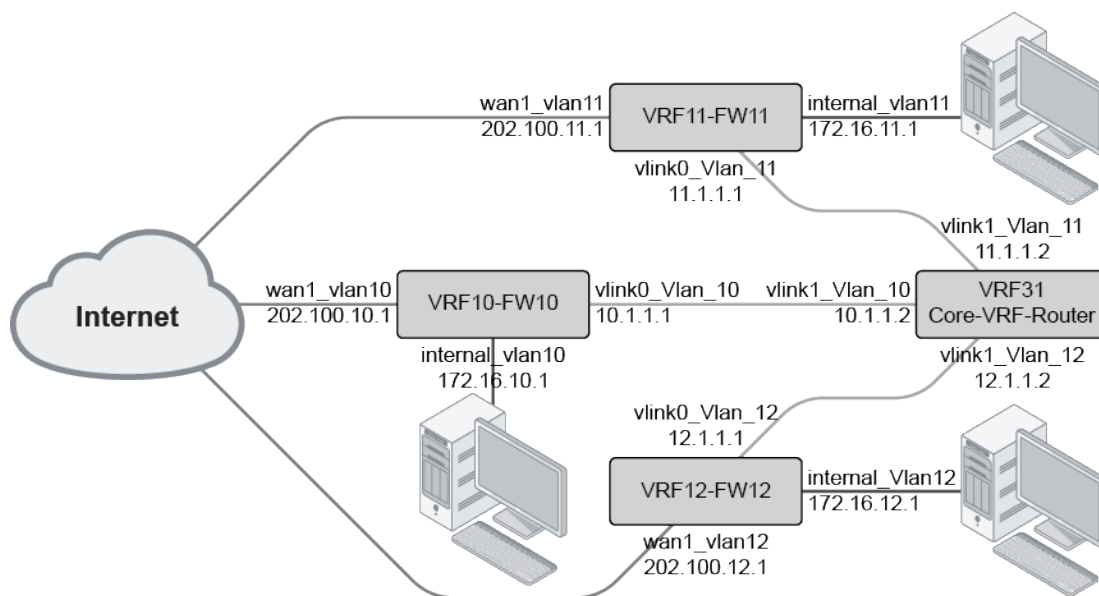 wan1_vlan11
202.100.11.1
VRF11-FW11
internal_vlan11
172.16.11.1
vlink0_Vlan_11
11.1.1.1
vlink1_Vlan_11
11.1.1.2
Internet
wan1_vlan10
202.100.10.1
VRF10-FW10
vlink0_Vlan_10
10.1.1.1
vlink1_Vlan_10
10.1.1.2
VRF31
Core-VRF-Router
internal_vlan10
172.16.10.1
vlink1_Vlan_12
12.1.1.2
vlink0_Vlan_12
12.1.1.1
VRF12-FW12
internal_Vlan12
172.16.12.1
wan1_vlan12
202.100.12.1